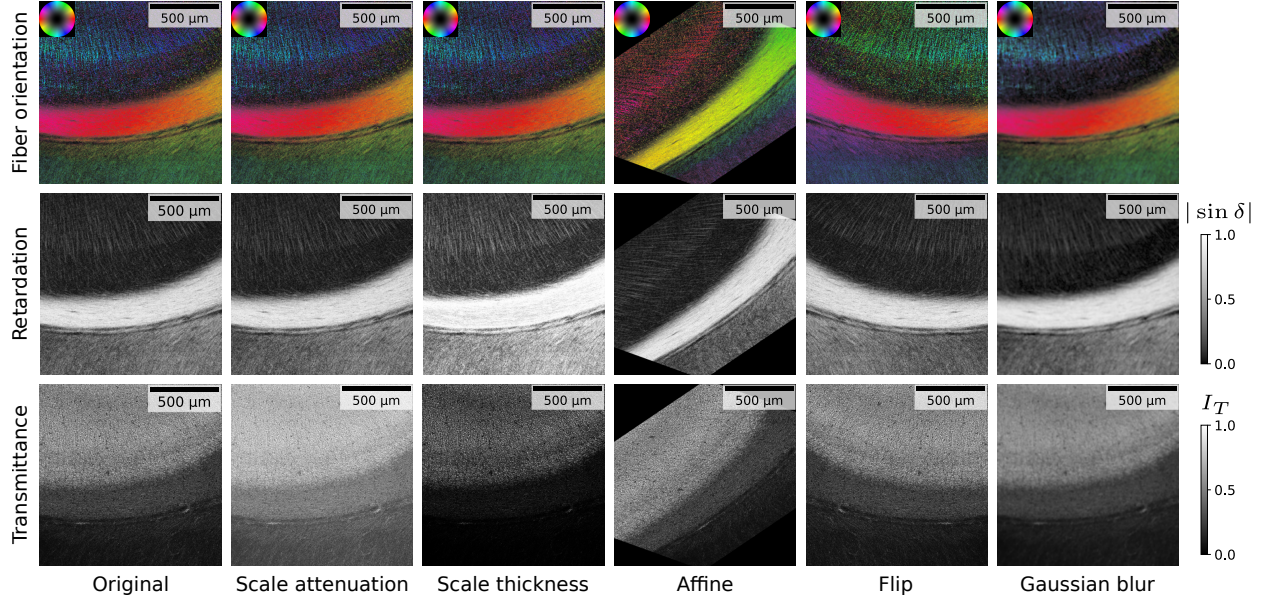 Fiber orientation
500 µm
500 µm
500 µm
500 µm
500 µm
500 µm
Retardation
500 µm
500 µm
500 µm
500 µm
500 µm
500 µm
| sin δ|
1.0
0.5
0.0
Transmittance
500 µm
500 µm
500 µm
500 µm
500 µm
500 µm
I_T
1.0
0.5
0.0
Original
Scale attenuation
Scale thickness
Affine
Flip
Gaussian blur